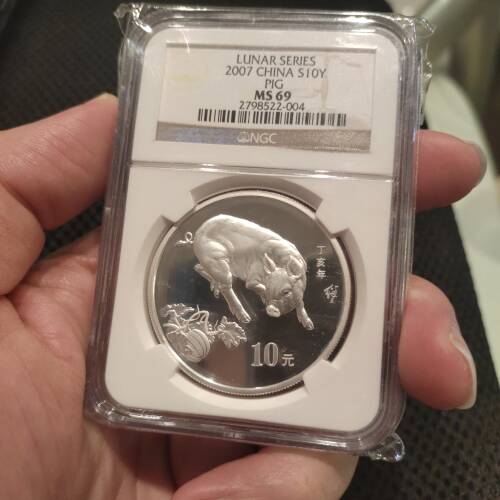 LUNAR SERIES
2007 CHINA S10Y
PIG
MS 69
2798522-004
NGC
丁亥年
10元